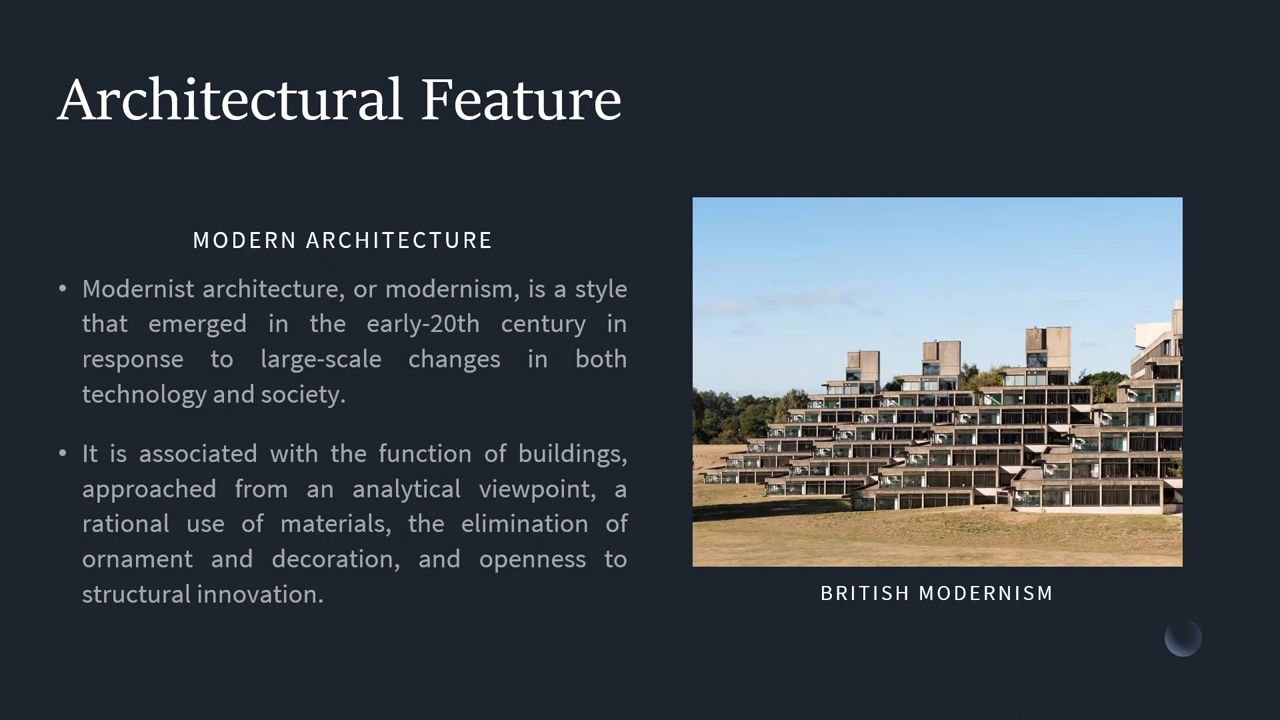 Architectural Feature
MODERN ARCHITECTURE
• Modernist architecture, or modernism, is a style
that emerged in the early-20th century in
response to large-scale changes in both
technology and society.
• It is associated with the function of buildings,
approached from an analytical viewpoint, a
rational use of materials, the elimination of
ornament and decoration, and openness to
structural innovation.
BRITISH MODERNISM